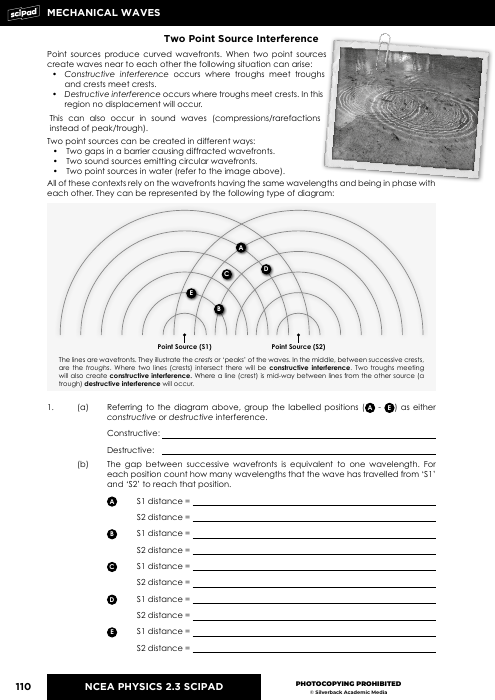 scipad MECHANICAL WAVES
Two Point Source Interference
Point sources produce curved wavefronts. When two point sources
create waves near to each other the following situation can arise:
• Constructive interference occurs where troughs meet troughs
and crests meet crests.
• Destructive interference occurs where troughs meet crests. In this
region no displacement will occur.
This can also occur in sound waves (compressions/rarefactions
instead of peak/trough).
Two point sources can be created in different ways:
• Two gaps in a barrier causing diffracted wavefronts.
• Two sound sources emitting circular wavefronts.
• Two point sources in water (refer to the image above).
All of these contexts rely on the wavefronts having the same wavelengths and being in phase with
each other. They can be represented by the following type of diagram:
A
D
C
E
B
Point Source (S1) Point Source (S2)
The lines are wavefronts. They illustrate the crests or 'peaks' of the waves. In the middle, between successive crests,
are the troughs. Where two lines (crests) intersect there will be constructive interference. Two troughs meeting
will also create constructive interference. Where a line (crest) is mid-way between lines from the other source (a
trough) destructive interference will occur.
1. (a) Referring to the diagram above, group the labelled positions (A - E) as either
constructive or destructive interference.
Constructive:
Destructive:
(b) The gap between successive wavefronts is equivalent to one wavelength. For
each position count how many wavelengths that the wave has travelled from 'S1'
and 'S2' to reach that position.
A S1 distance =
S2 distance =
B S1 distance =
S2 distance =
C S1 distance =
S2 distance =
D S1 distance =
S2 distance =
E S1 distance =
S2 distance =
110 NCEA PHYSICS 2.3 SCIPAD PHOTOCOPYING PROHIBITED
© Silverback Academic Media